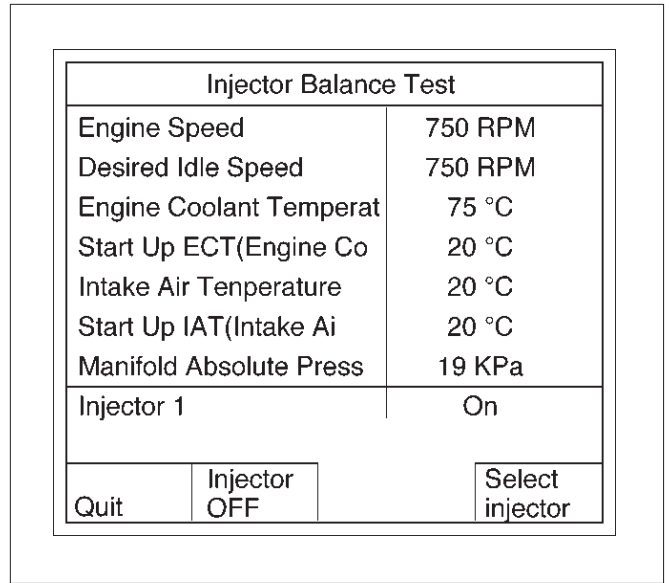 Injector Balance Test
Engine Speed 750 RPM
Desired Idle Speed 750 RPM
Engine Coolant Temperat 75 °C
Start Up ECT(Engine Co 20 °C
Intake Air Tenperature 20 °C
Start Up IAT(Intake Ai 20 °C
Manifold Absolute Press 19 KPa
Injector 1 On
Quit Injector OFF Select injector